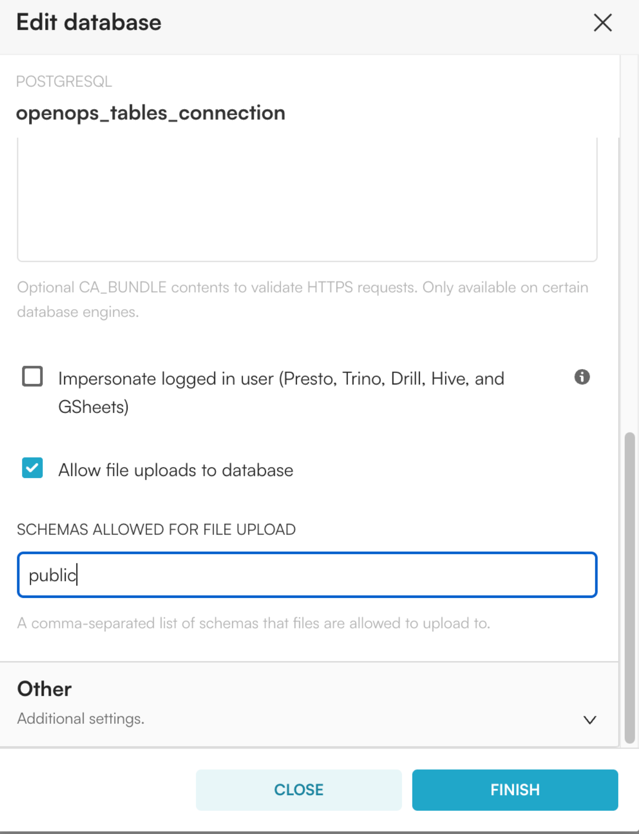 Edit database
POSTGRESQL
openops_tables_connection
Optional CA_BUNDLE contents to validate HTTPS requests. Only available on certain
database engines.
Impersonate logged in user (Presto, Trino, Drill, Hive, and
GSheets)
Allow file uploads to database
SCHEMAS ALLOWED FOR FILE UPLOAD
public
A comma-separated list of schemas that files are allowed to upload to.
Other
Additional settings.
CLOSE
FINISH